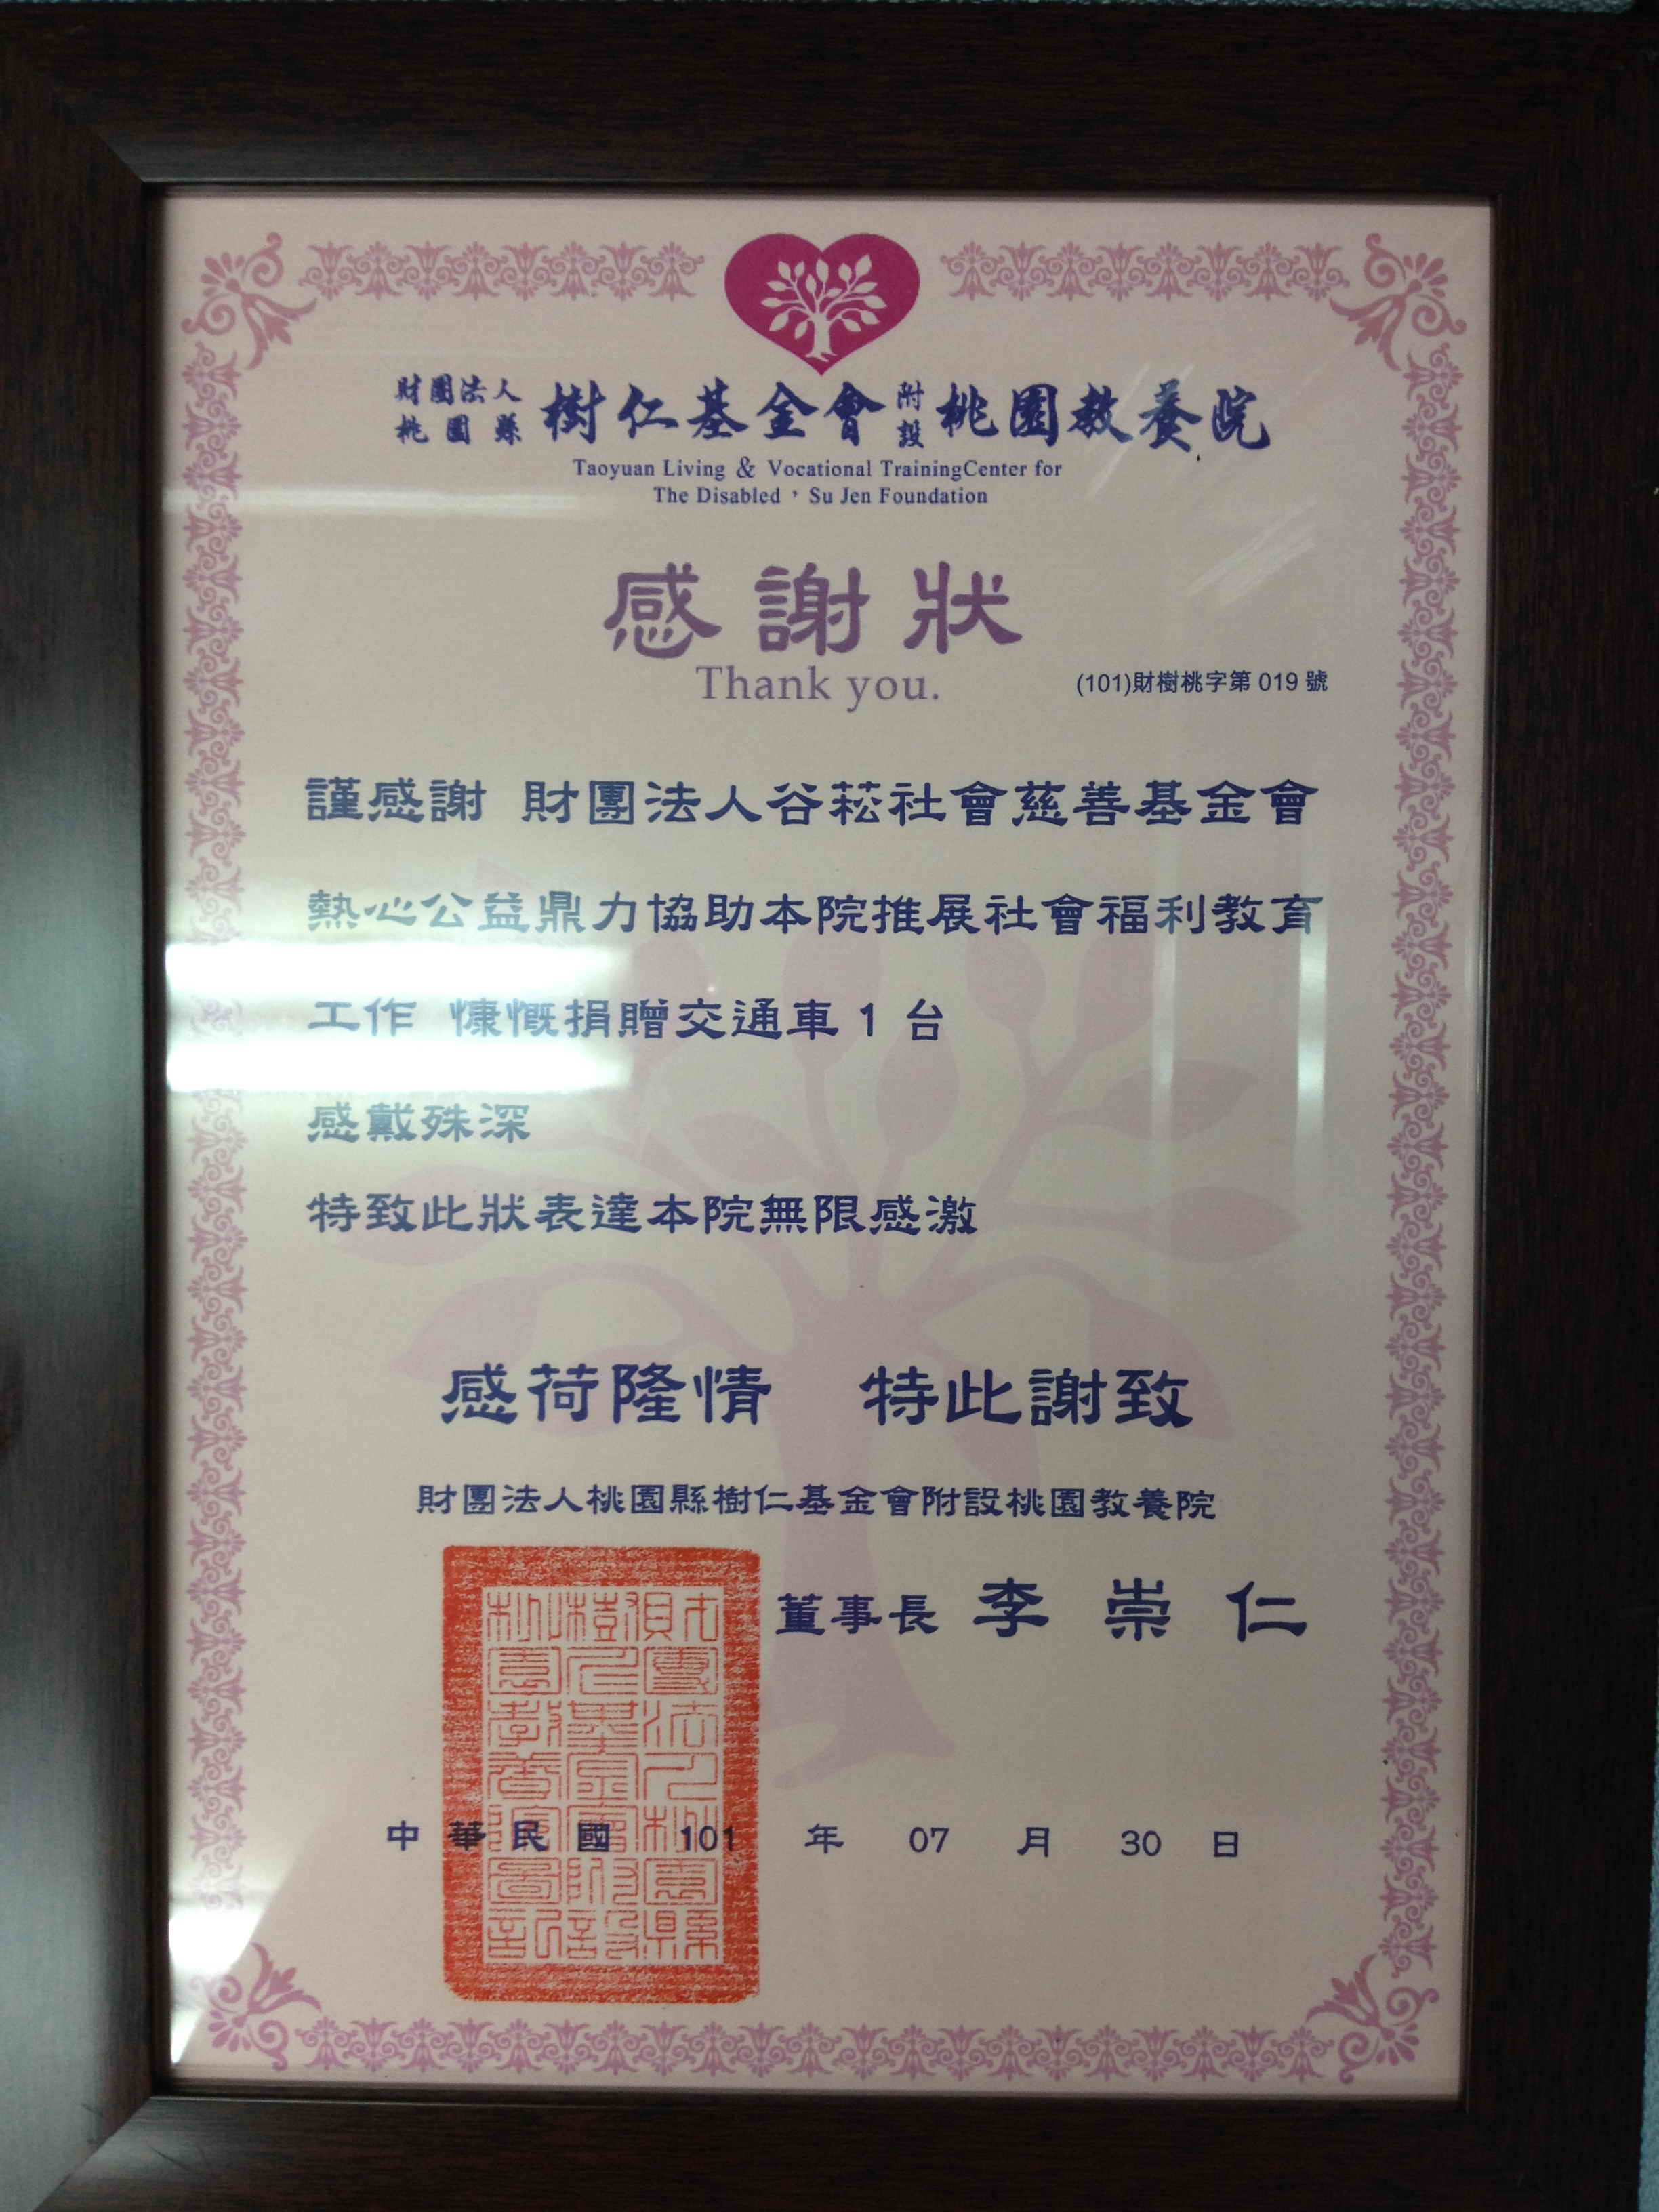 財團法人桃園縣樹仁基金會附設桃園教養院
Taoyuan Living & Vocational TrainingCenter for
The Disabled，Su Jen Foundation
感謝狀
Thank you.
(101)財樹桃字第 019 號
謹感謝 財團法人谷菘社會慈善基金會
熱心公益鼎力協助本院推展社會福利教育
工作 慷慨捐贈交通車 1 台
感戴殊深
特致此狀表達本院無限感激
感荷隆情 特此謝致
財團法人桃園縣樹仁基金會附設桃園教養院
董事長 李 崇 仁
中 華 民 國 101 年 07 月 30 日